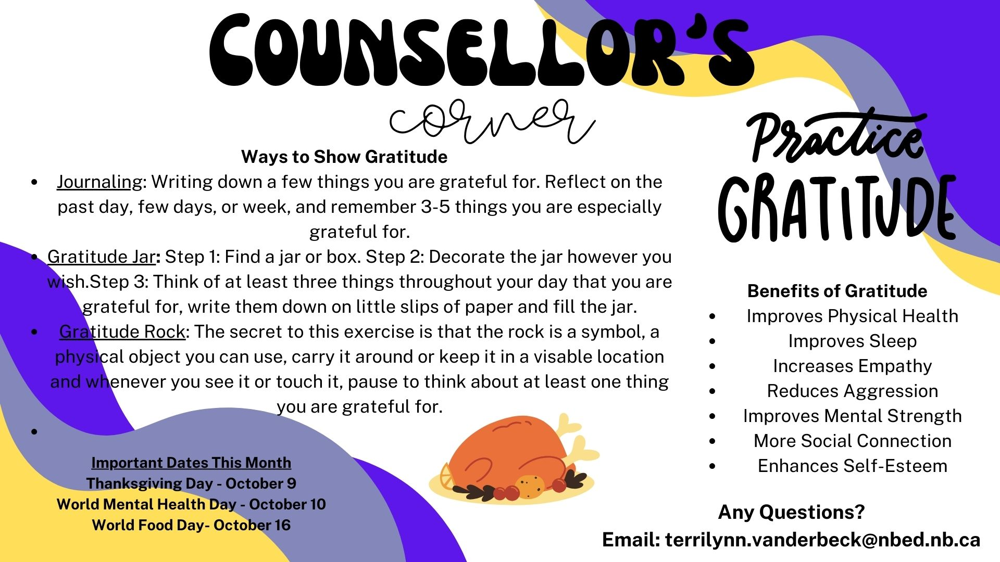 COUNSELLOR'S
corner
Practice
GRATITUDE
Ways to Show Gratitude
• Journaling: Writing down a few things you are grateful for. Reflect on the
past day, few days, or week, and remember 3-5 things you are especially
grateful for.
• Gratitude Jar: Step 1: Find a jar or box. Step 2: Decorate the jar however you
wish.Step 3: Think of at least three things throughout your day that you are
grateful for, write them down on little slips of paper and fill the jar.
• Gratitude Rock: The secret to this exercise is that the rock is a symbol, a
physical object you can use, carry it around or keep it in a visable location
and whenever you see it or touch it, pause to think about at least one thing
you are grateful for.
•
Important Dates This Month
Thanksgiving Day - October 9
World Mental Health Day - October 10
World Food Day- October 16
Benefits of Gratitude
• Improves Physical Health
• Improves Sleep
• Increases Empathy
• Reduces Aggression
• Improves Mental Strength
• More Social Connection
• Enhances Self-Esteem
Any Questions?
Email: terrilynn.vanderbeck@nbed.nb.ca